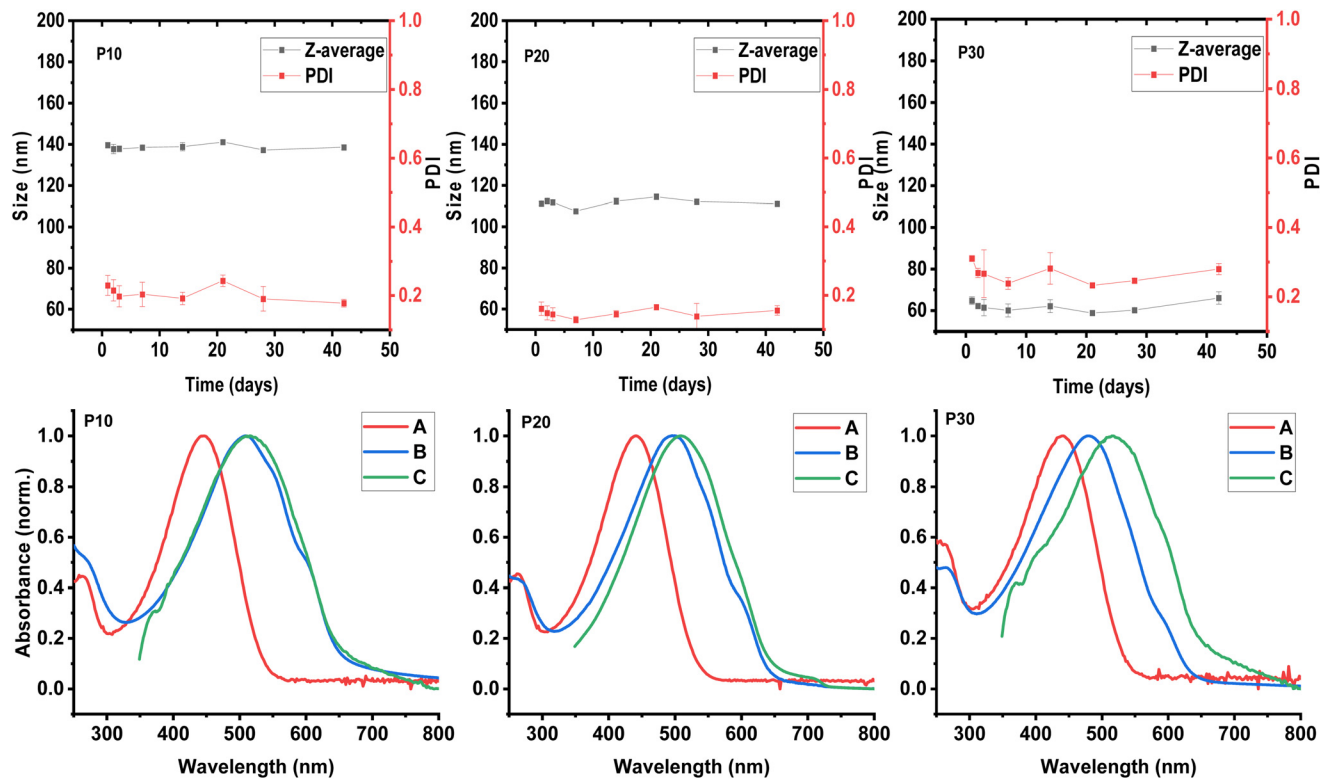 P10
Z-average
PDI
200
180
160
140
120
100
80
60
1.0
0.8
0.6
0.4
0.2
Size (nm)
PDI
0 10 20 30 40 50
Time (days)
P20
Z-average
PDI
200
180
160
140
120
100
80
60
1.0
0.8
0.6
0.4
0.2
Size (nm)
PDI
0 10 20 30 40 50
Time (days)
P30
Z-average
PDI
200
180
160
140
120
100
80
60
1.0
0.8
0.6
0.4
0.2
Size (nm)
PDI
0 10 20 30 40 50
Time (days)
P10
A
B
C
1.0
0.8
0.6
0.4
0.2
0.0
Absorbance (norm.)
300 400 500 600 700 800
Wavelength (nm)
P20
A
B
C
1.0
0.8
0.6
0.4
0.2
0.0
300 400 500 600 700 800
Wavelength (nm)
P30
A
B
C
1.0
0.8
0.6
0.4
0.2
0.0
300 400 500 600 700 800
Wavelength (nm)